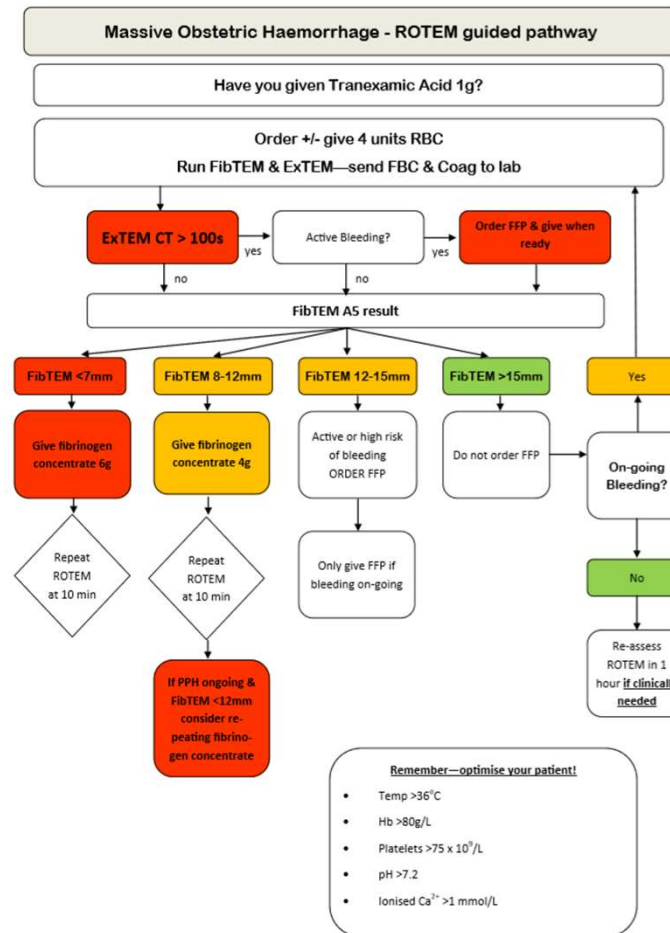 Massive Obstetric Haemorrhage - ROTEM guided pathway
Have you given Tranexamic Acid 1g?
Order +/- give 4 units RBC
Run FibTEM & ExTEM—send FBC & Coag to lab
ExTEM CT > 100s
yes
Active Bleeding?
yes
Order FFP & give when
ready
no
no
FibTEM A5 result
FibTEM <7mm
FibTEM 8-12mm
FibTEM 12-15mm
FibTEM >15mm
Yes
Give fibrinogen
concentrate 6g
Give fibrinogen
concentrate 4g
Active or high risk
of bleeding
ORDER FFP
Do not order FFP
On-going
Bleeding?
Repeat
ROTEM
at 10 min
Repeat
ROTEM
at 10 min
Only give FFP if
bleeding on-going
No
If PPH ongoing &
FibTEM <12mm
consider re-
peating fibrino-
gen concentrate
Re-assess
ROTEM in 1
hour if clinicall
needed
Remember—optimise your patient!
• Temp >36°C
• Hb >80g/L
• Platelets >75 x 10⁹/L
• pH >7.2
• Ionised Ca²⁺ >1 mmol/L